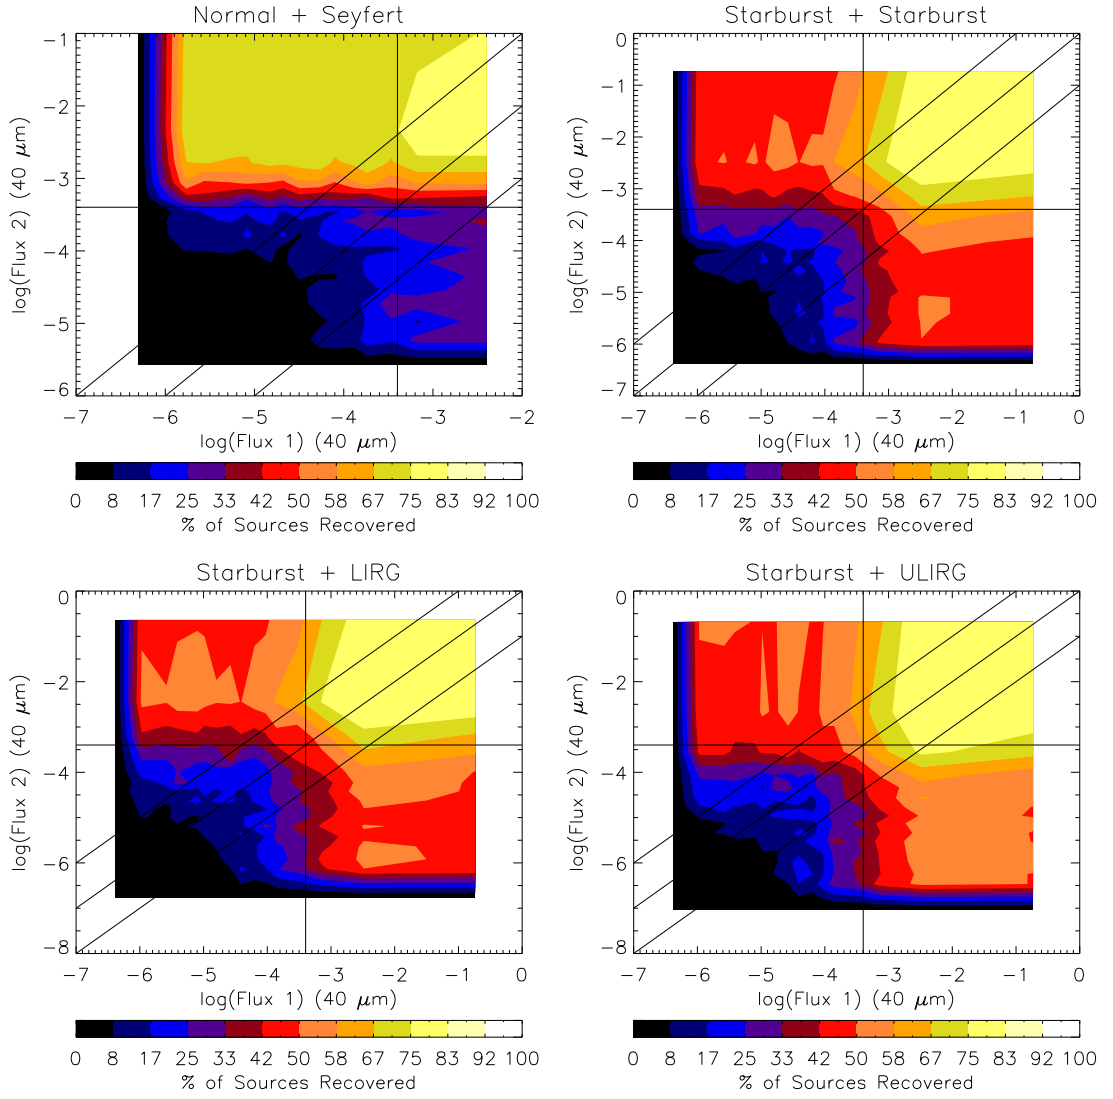 Normal + Seyfert
−1
−2
−3
−4
−5
−6
log(Flux 2) (40 μm)
−7 −6 −5 −4 −3 −2
log(Flux 1) (40 μm)
0 8 17 25 33 42 50 58 67 75 83 92 100
% of Sources Recovered
Starburst + Starburst
0
−1
−2
−3
−4
−5
−6
−7
log(Flux 2) (40 μm)
−7 −6 −5 −4 −3 −2 −1 0
log(Flux 1) (40 μm)
0 8 17 25 33 42 50 58 67 75 83 92 100
% of Sources Recovered
Starburst + LIRG
0
−2
−4
−6
−8
log(Flux 2) (40 μm)
−7 −6 −5 −4 −3 −2 −1 0
log(Flux 1) (40 μm)
0 8 17 25 33 42 50 58 67 75 83 92 100
% of Sources Recovered
Starburst + ULIRG
0
−2
−4
−6
−8
log(Flux 2) (40 μm)
−7 −6 −5 −4 −3 −2 −1 0
log(Flux 1) (40 μm)
0 8 17 25 33 42 50 58 67 75 83 92 100
% of Sources Recovered